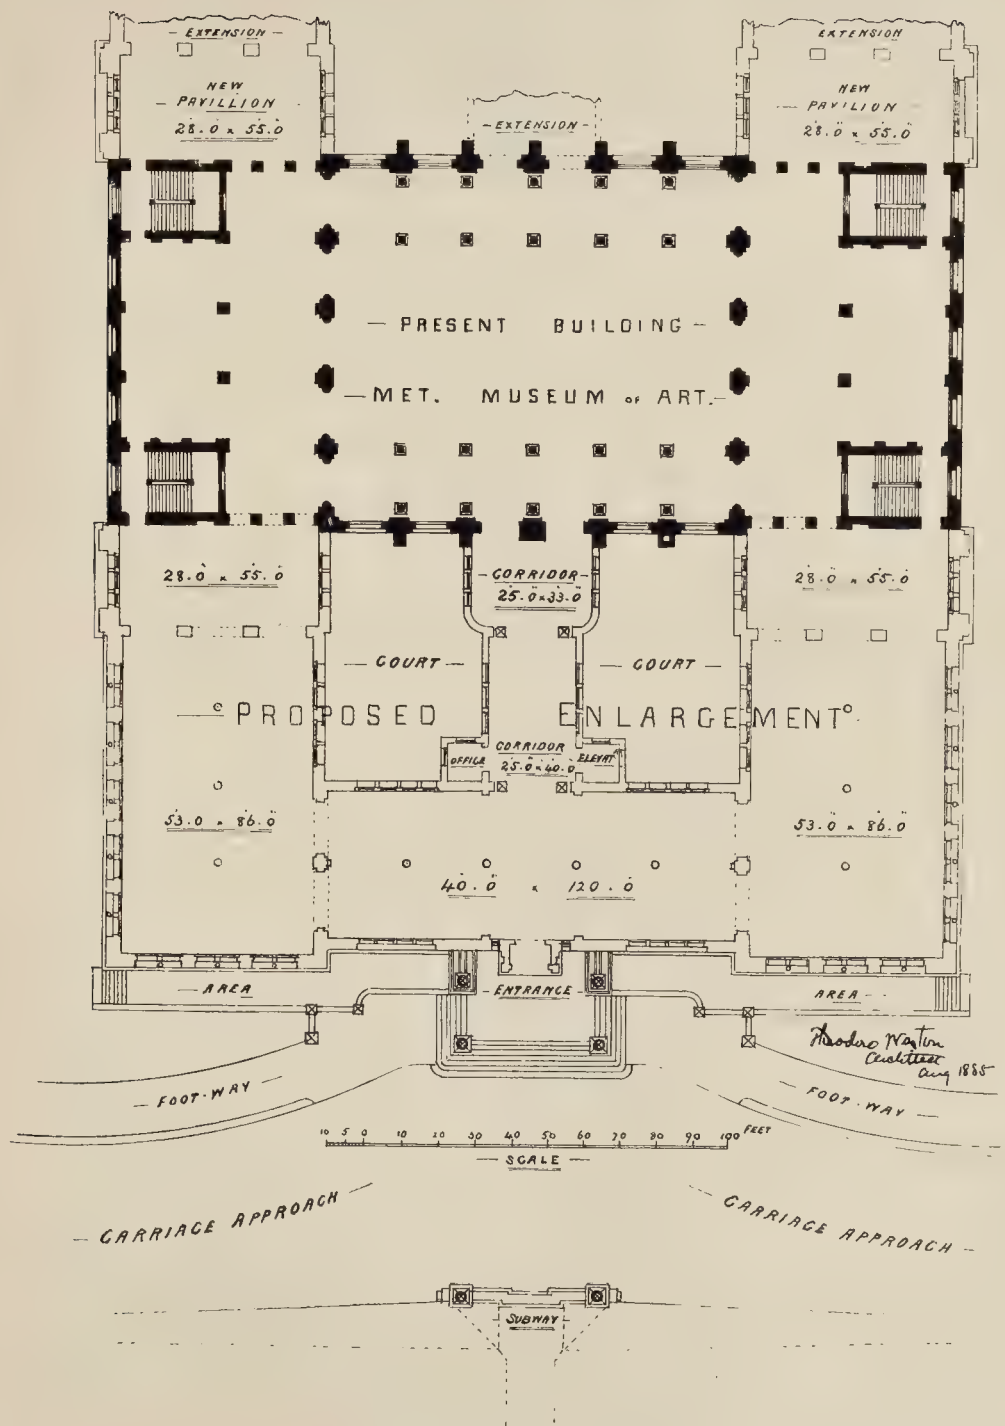 — EXTENSION —
EXTENSION
NEW
— PAVILLION —
28'.0" x 55'.0"
NEW
— PAVILION —
28'.0" x 55'.0"
— EXTENSION —
— PRESENT BUILDING —
— MET. MUSEUM OF ART. —
28'.0" x 55'.0"
— CORRIDOR —
25'.0" x 33'.0"
28'.0" x 55'.0"
— COURT —
— COURT —
— PROPOSED ENLARGEMENT
OFFICE
CORRIDOR
25'.0" x 40'.0"
ELEVAT
53'.0 x 86'.0"
53'.0 x 86'.0"
40'.0" x 120'.0"
— AREA —
— ENTRANCE —
AREA —
Theodore Weston
Architect
Aug 1885
— FOOT-WAY —
FOOT-WAY —
10 5 0 10 20 30 40 50 60 70 80 90 100 FEET
— SCALE —
— CARRIAGE APPROACH —
— CARRIAGE APPROACH —
— SUBWAY —